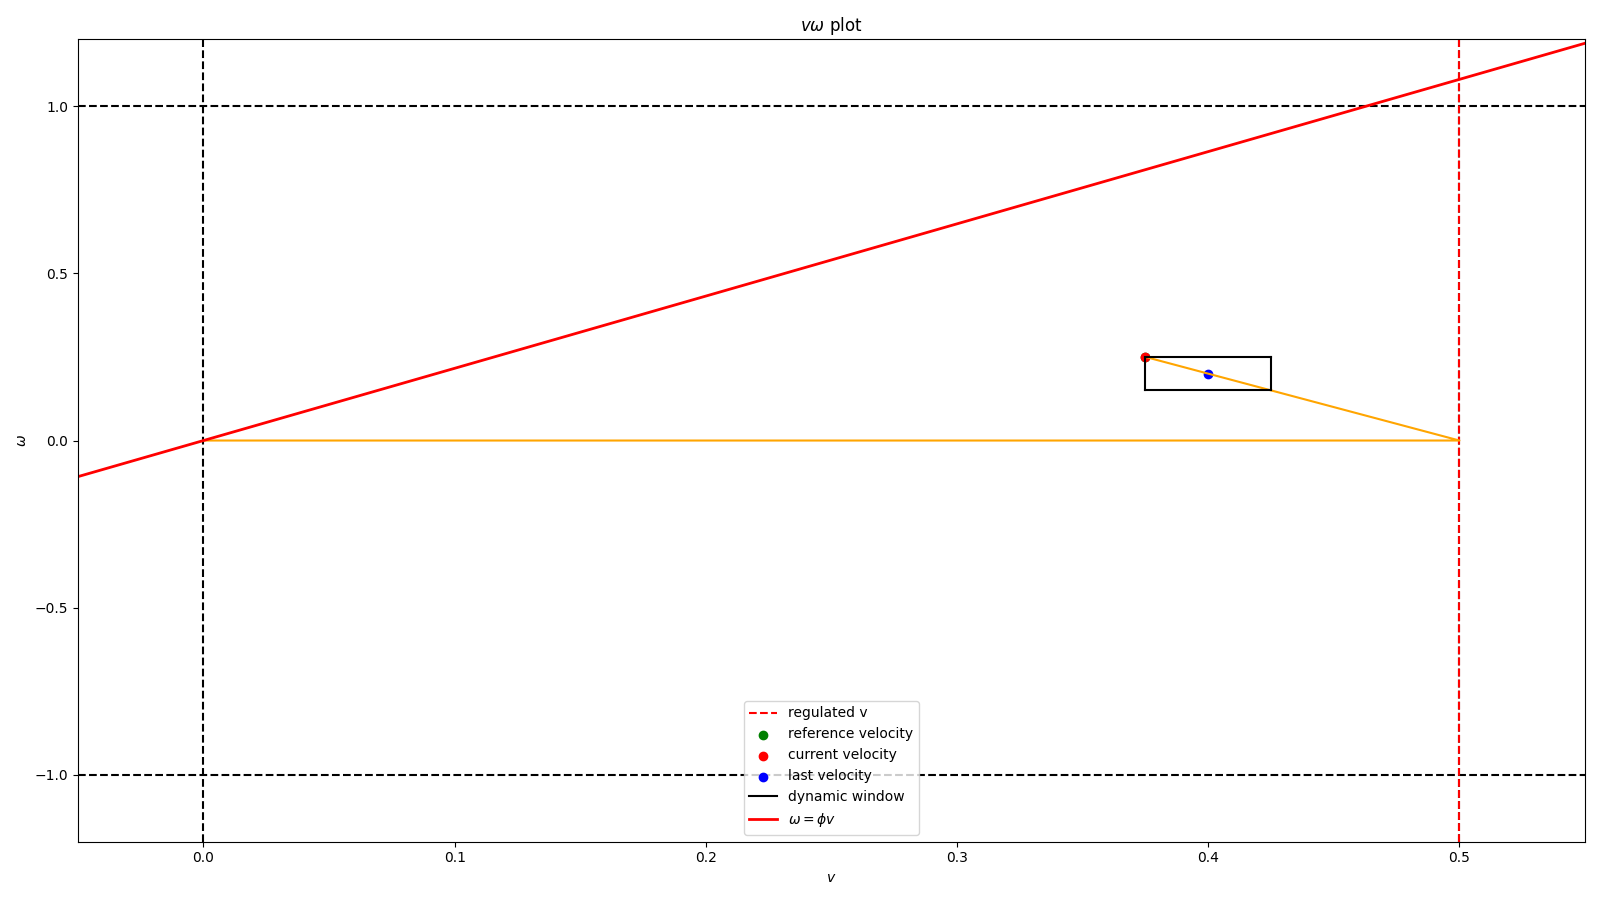 vω plot
1.0
0.5
0.0
−0.5
−1.0
ω
0.0 0.1 0.2 0.3 0.4 0.5
v
regulated v
reference velocity
current velocity
last velocity
dynamic window
ω = ϕv